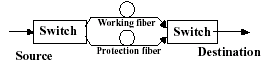 Working fiber
Switch
Switch
Protection fiber
Source
Destination